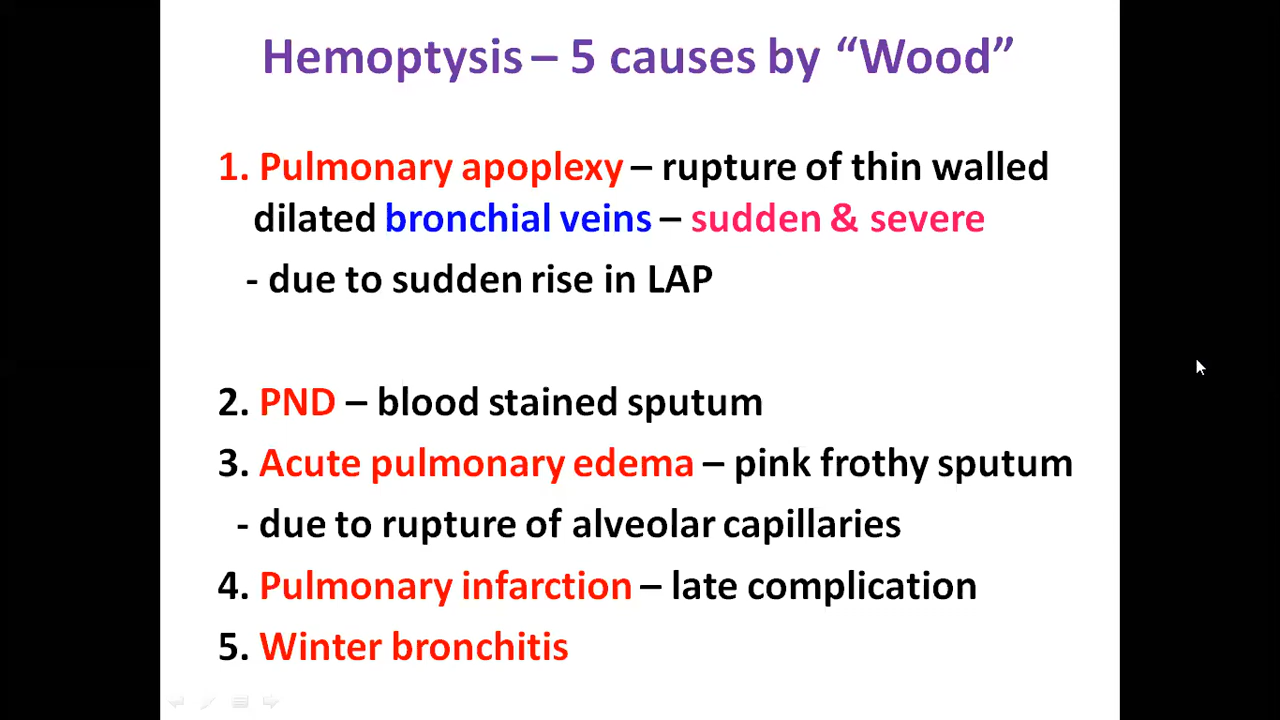 Hemoptysis – 5 causes by “Wood”
1. Pulmonary apoplexy – rupture of thin walled
dilated bronchial veins – sudden & severe
- due to sudden rise in LAP
2. PND – blood stained sputum
3. Acute pulmonary edema – pink frothy sputum
- due to rupture of alveolar capillaries
4. Pulmonary infarction – late complication
5. Winter bronchitis